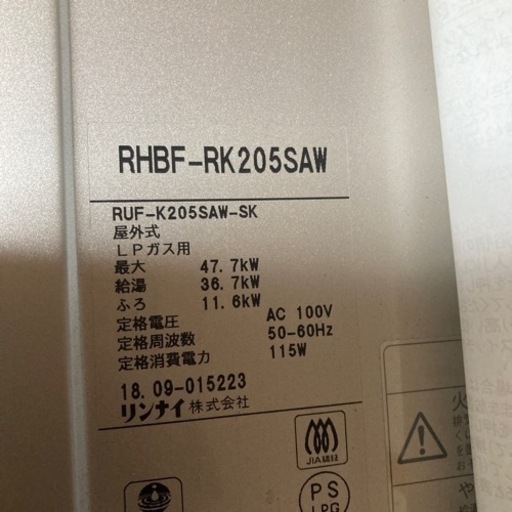 RHBF-RK205SAW
RUF-K205SAW-SK
屋外式
LPガス用
最大 47.7kW
給湯 36.7kW
ふろ 11.6kW
定格電圧 AC 100V
定格周波数 50-60Hz
定格消費電力 115W
18.09-015223
リンナイ株式会社
JIA認証
PS
LPG